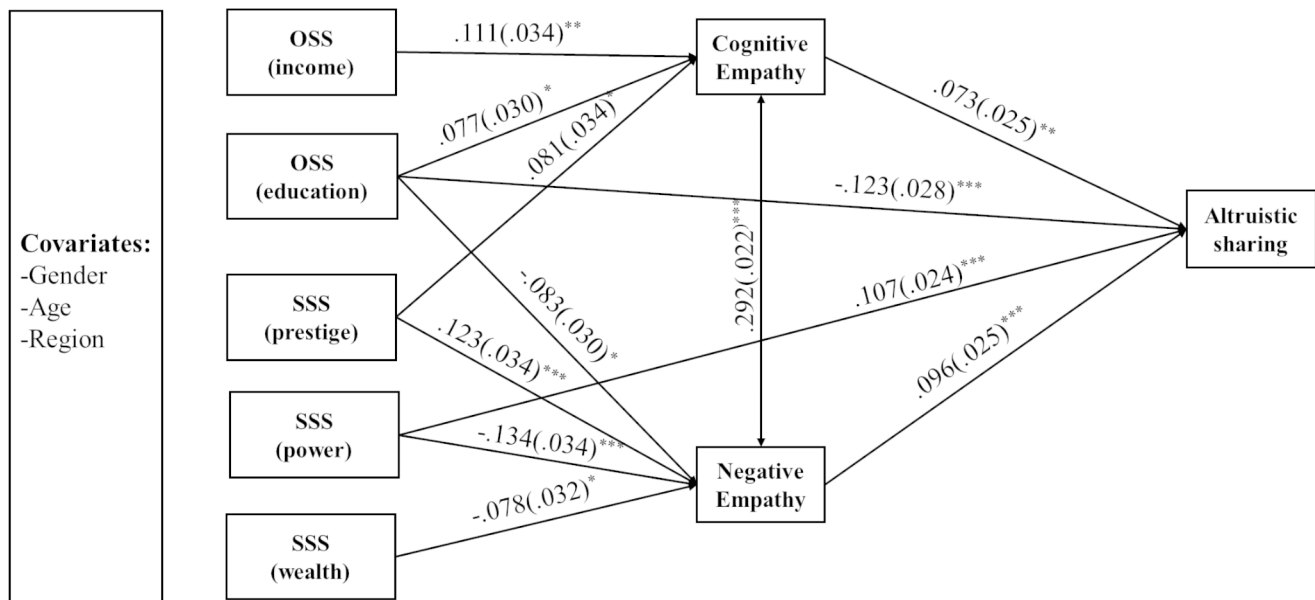 Covariates:
-Gender
-Age
-Region
OSS
(income)
OSS
(education)
SSS
(prestige)
SSS
(power)
SSS
(wealth)
.111(.034)**
.077(.030)*
.081(.034)*
-.083(.030)*
.123(.034)***
-.134(.034)***
-.078(.032)*
Cognitive
Empathy
.292(.022)***
Negative
Empathy
.073(.025)**
-.123(.028)***
.107(.024)***
.096(.025)***
Altruistic
sharing